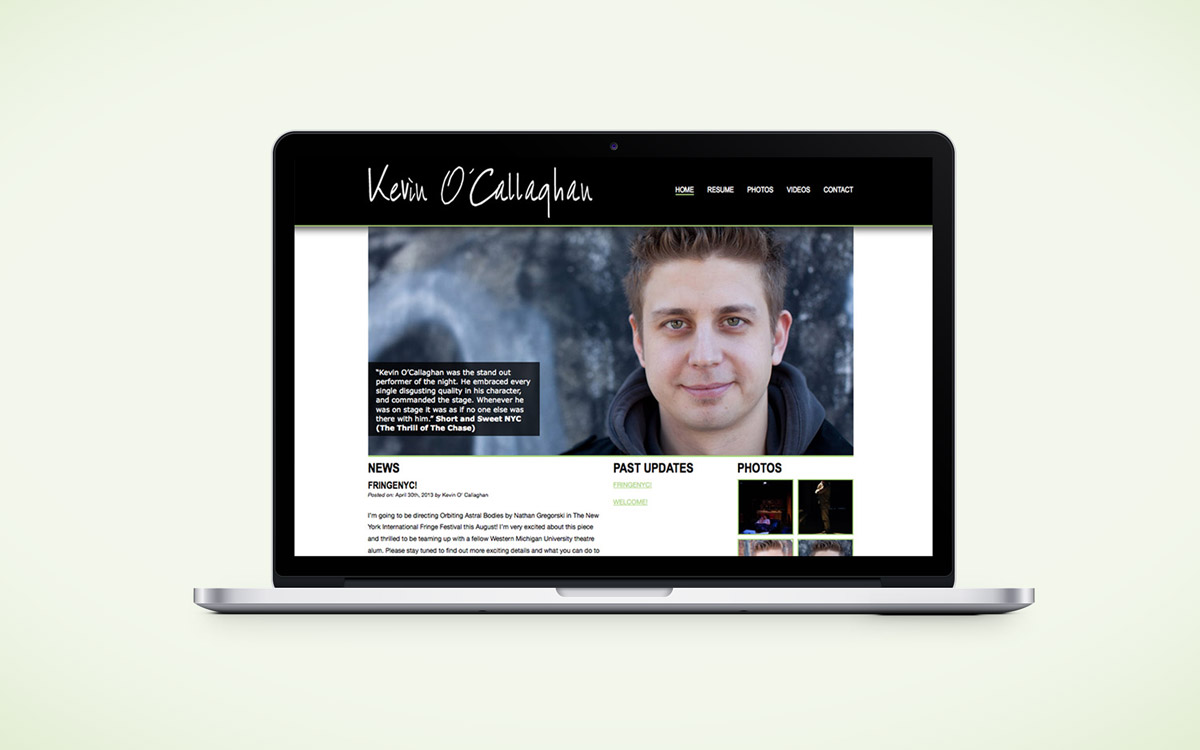 Kevin O'Callaghan
HOME RESUME PHOTOS VIDEOS CONTACT
“Kevin O’Callaghan was the stand out
performer of the night. He embraced every
single disgusting quality in his character,
and commanded the stage. Whenever he
was on stage it was as if no one else was
there with him.” Short and Sweet NYC
(The Thrill of The Chase)
NEWS
FRINGENYC!
Posted on: April 30th, 2013 by Kevin O' Callaghan
I'm going to be directing Orbiting Astral Bodies by Nathan Gregorski in The New
York International Fringe Festival this August! I'm very excited about this piece
and thrilled to be teaming up with a fellow Western Michigan University theatre
alum. Please stay tuned to find out more exciting details and what you can do to
PAST UPDATES
FRINGENYC!
WELCOME!
PHOTOS